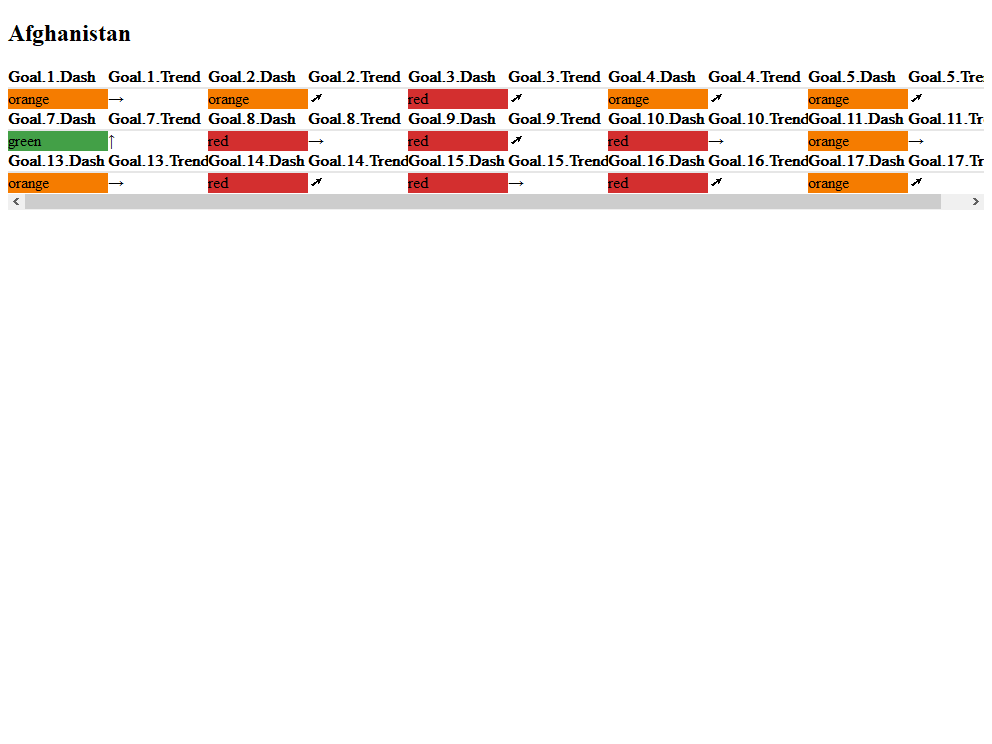 Afghanistan
Goal.1.Dash Goal.1.Trend Goal.2.Dash Goal.2.Trend Goal.3.Dash Goal.3.Trend Goal.4.Dash Goal.4.Trend Goal.5.Dash Goal.5.Tre
orange → orange ↗ red ↗ orange ↗ orange ↗
Goal.7.Dash Goal.7.Trend Goal.8.Dash Goal.8.Trend Goal.9.Dash Goal.9.Trend Goal.10.Dash Goal.10.Trend Goal.11.Dash Goal.11.Tr
green ↑ red → red ↗ red → orange →
Goal.13.Dash Goal.13.Trend Goal.14.Dash Goal.14.Trend Goal.15.Dash Goal.15.Trend Goal.16.Dash Goal.16.Trend Goal.17.Dash Goal.17.T
orange → red ↗ red → red ↗ orange ↗